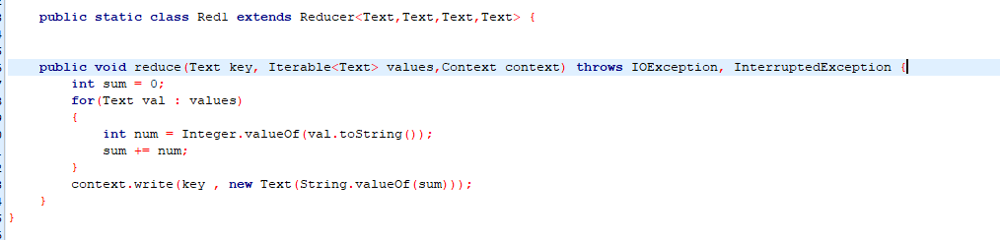 public static class Red1 extends Reducer<Text,Text,Text,Text> {
public void reduce(Text key, Iterable<Text> values,Context context) throws IOException, InterruptedException {
int sum = 0;
for(Text val : values)
{
int num = Integer.valueOf(val.toString());
sum += num;
}
context.write(key , new Text(String.valueOf(sum)));
}
}